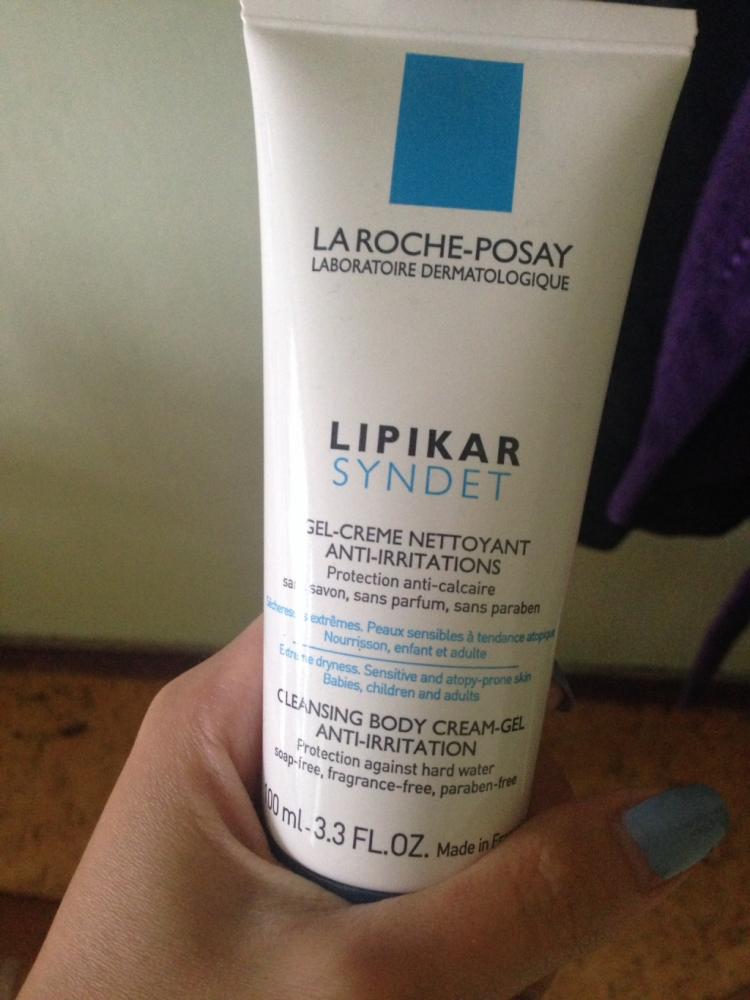 LA ROCHE-POSAY
LABORATOIRE DERMATOLOGIQUE
LIPIKAR
SYNDET
GEL-CREME NETTOYANT
ANTI-IRRITATIONS
Protection anti-calcaire
savon, sans parfum, sans paraben
extrêmes. Peaux sensibles à tendance atopique
Nourrisson, enfant et adulte
Extreme dryness. Sensitive and atopy-prone skin
Babies, children and adults
CLEANSING BODY CREAM-GEL
ANTI-IRRITATION
Protection against hard water
soap-free, fragrance-free, paraben-free
100 ml - 3.3 FL.OZ. Made in